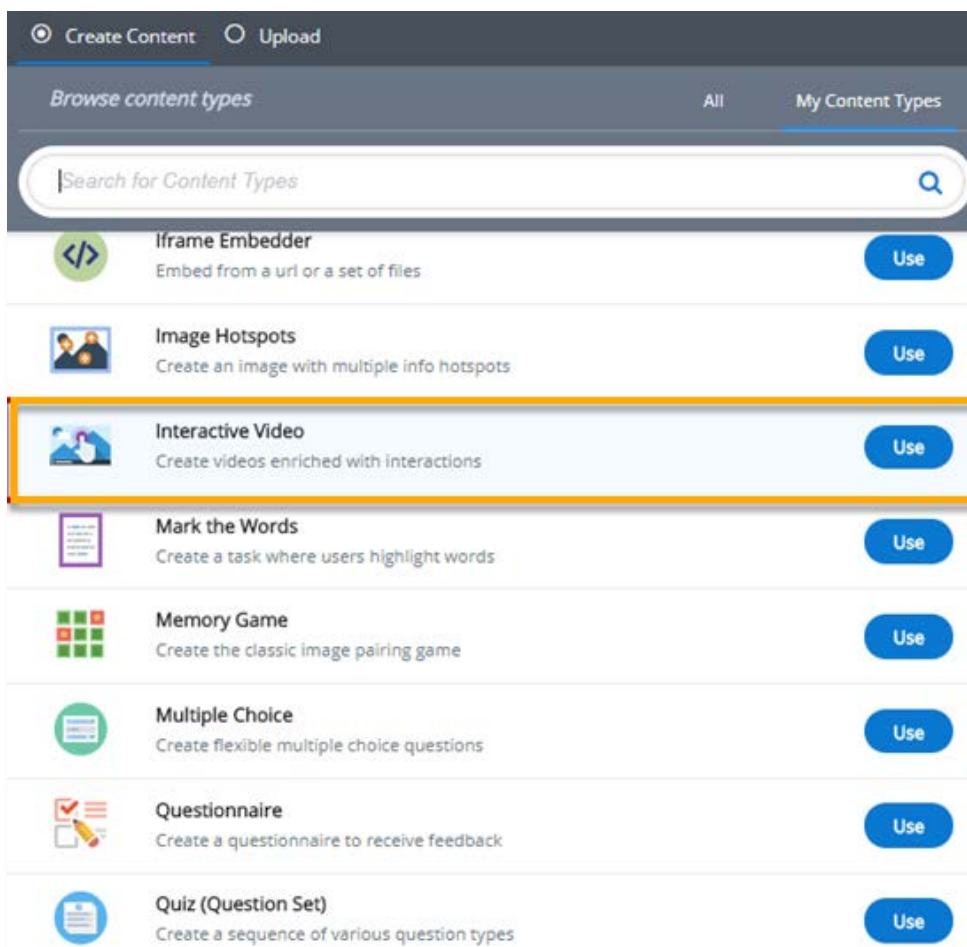 Create Content Upload
Browse content types All My Content Types
Search for Content Types
Iframe Embedder
Embed from a url or a set of files
Use
Image Hotspots
Create an image with multiple info hotspots
Use
Interactive Video
Create videos enriched with interactions
Use
Mark the Words
Create a task where users highlight words
Use
Memory Game
Create the classic image pairing game
Use
Multiple Choice
Create flexible multiple choice questions
Use
Questionnaire
Create a questionnaire to receive feedback
Use
Quiz (Question Set)
Create a sequence of various question types
Use